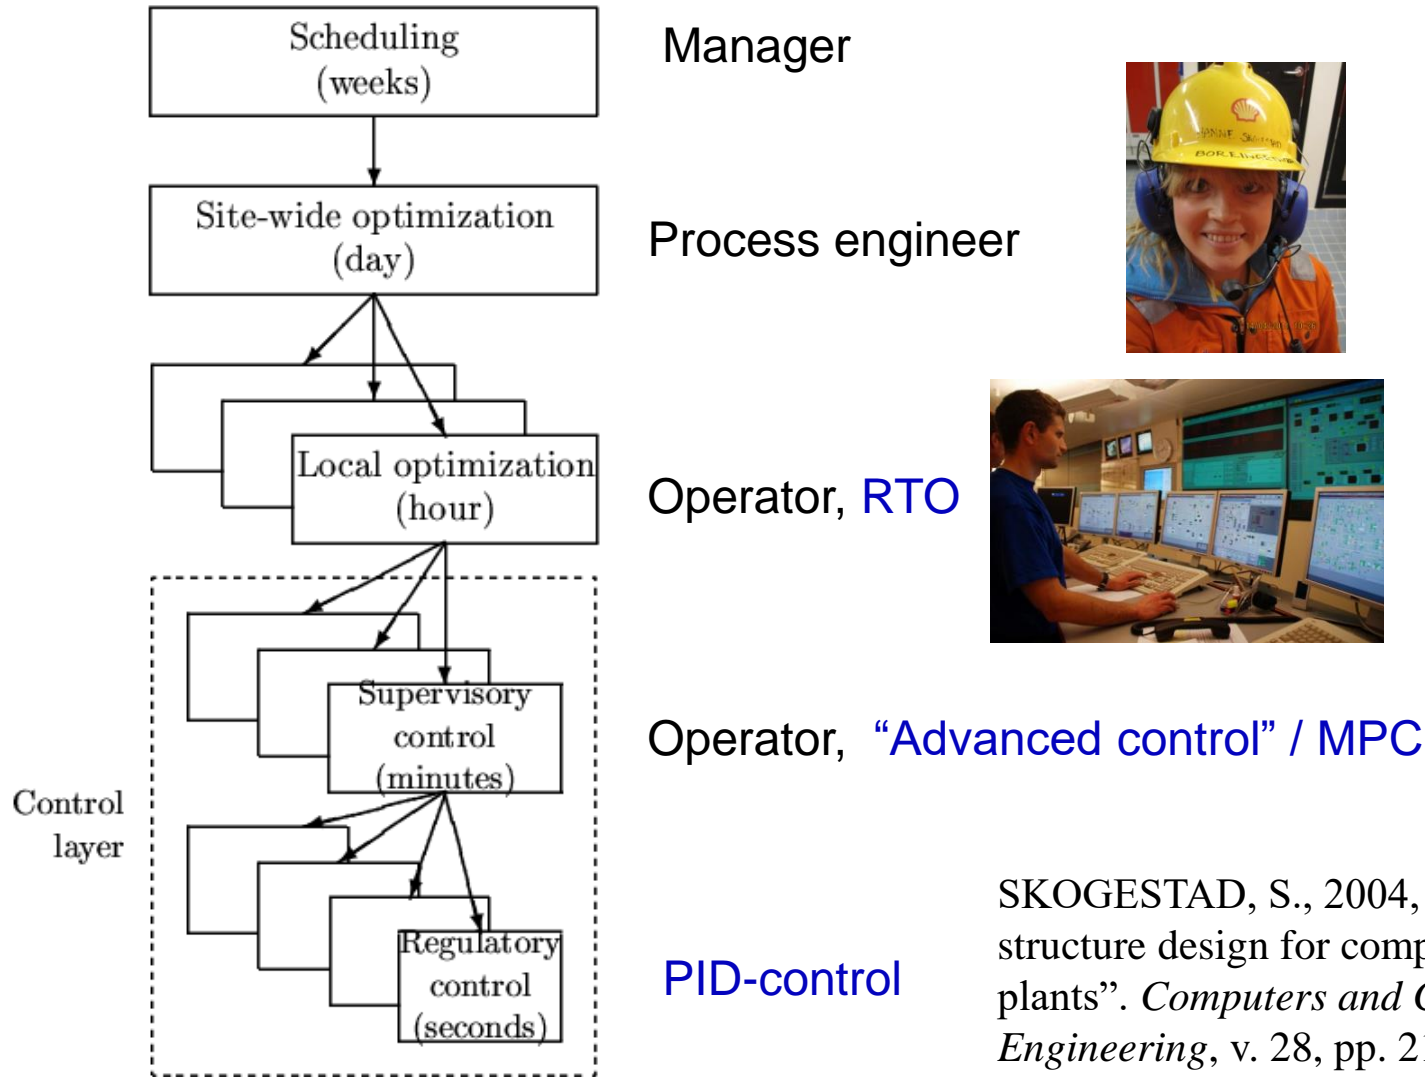 Scheduling
(weeks)
Manager
Site-wide optimization
(day)
Process engineer
Local optimization
(hour)
Operator, RTO
Supervisory
control
(minutes)
Operator, “Advanced control” / MPC
Control
layer
Regulatory
control
(seconds)
PID-control
SKOGESTAD, S., 2004,
structure design for comp
plants”. Computers and C
Engineering, v. 28, pp. 21